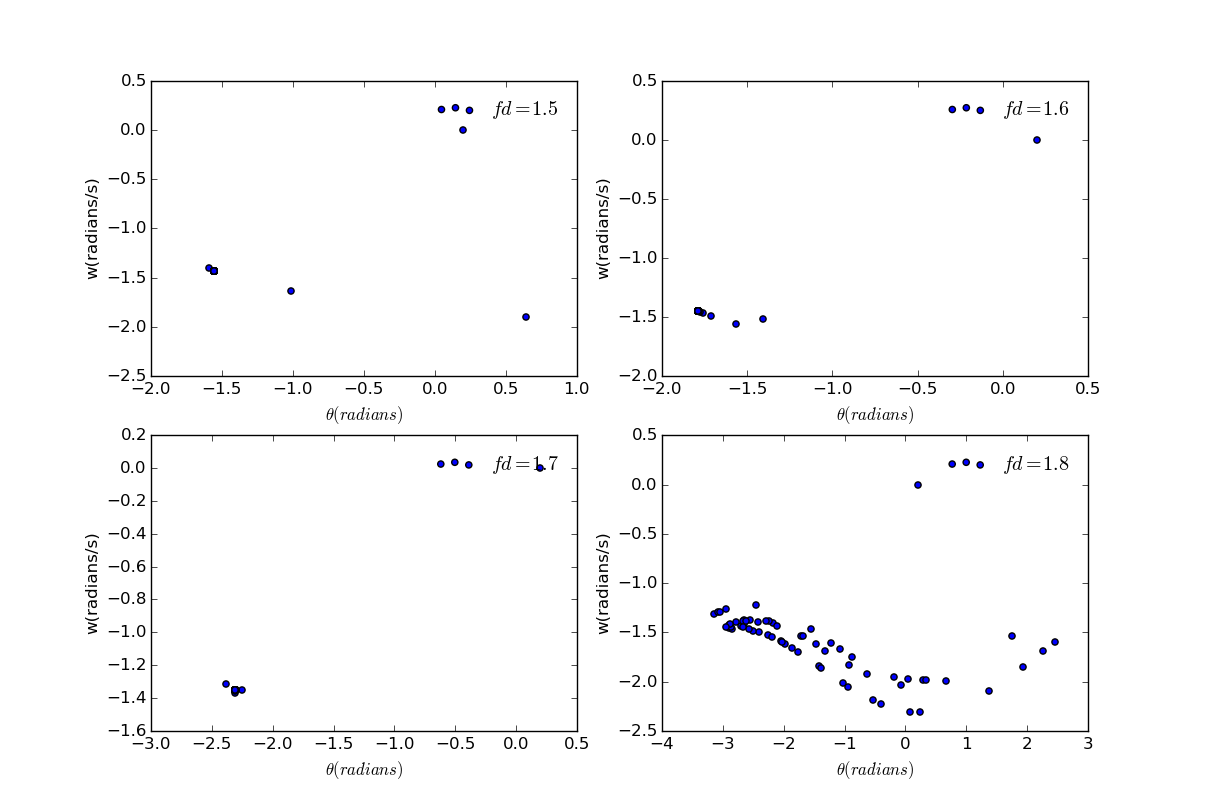 0.5
0.0
−0.5
−1.0
−1.5
−2.0
−2.5
w(radians/s)
−2.0 −1.5 −1.0 −0.5 0.0 0.5 1.0
θ(radians)
fd=1.5
0.5
0.0
−0.5
−1.0
−1.5
−2.0
w(radians/s)
−2.0 −1.5 −1.0 −0.5 0.0 0.5
θ(radians)
fd=1.6
0.2
0.0
−0.2
−0.4
−0.6
−0.8
−1.0
−1.2
−1.4
−1.6
w(radians/s)
−3.0 −2.5 −2.0 −1.5 −1.0 −0.5 0.0 0.5
θ(radians)
fd=1.7
0.5
0.0
−0.5
−1.0
−1.5
−2.0
−2.5
w(radians/s)
−4 −3 −2 −1 0 1 2 3
θ(radians)
fd=1.8